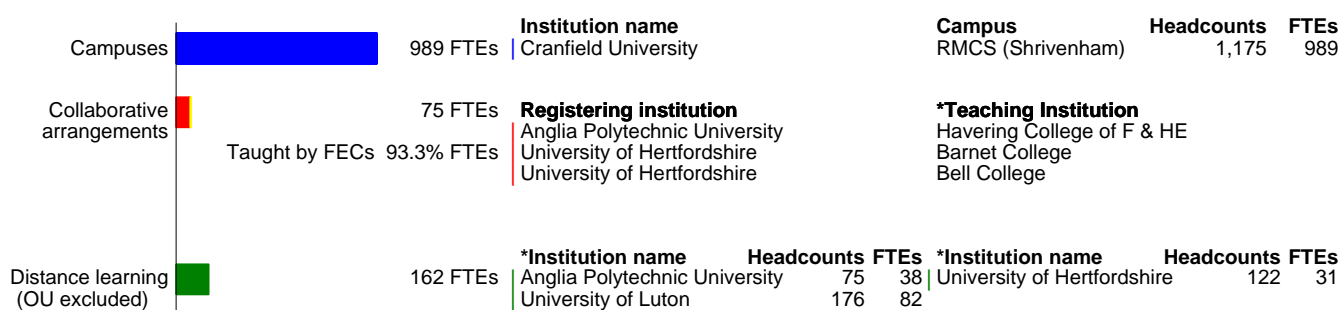 Institution name Campus Headcounts FTEs
Campuses 989 FTEs Cranfield University RMCS (Shrivenham) 1,175 989
Collaborative 75 FTEs Registering institution *Teaching Institution
arrangements Anglia Polytechnic University Havering College of F & HE
Taught by FECs 93.3% FTEs University of Hertfordshire Barnet College
University of Hertfordshire Bell College
*Institution name Headcounts FTEs *Institution name Headcounts FTEs
Distance learning 162 FTEs Anglia Polytechnic University 75 38 University of Hertfordshire 122 31
(OU excluded) University of Luton 176 82